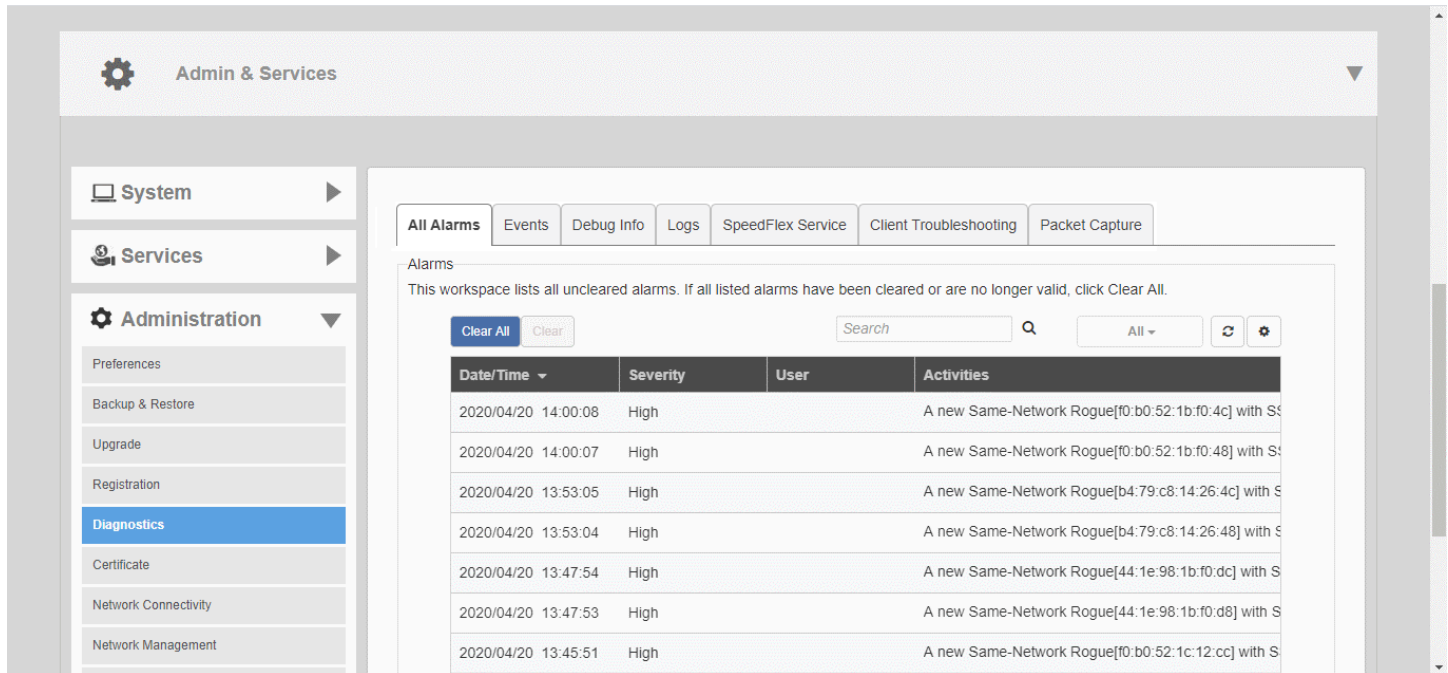 Admin & Services
System
Services
Administration
Preferences
Backup & Restore
Upgrade
Registration
Diagnostics
Certificate
Network Connectivity
Network Management
All Alarms Events Debug Info Logs SpeedFlex Service Client Troubleshooting Packet Capture
Alarms
This workspace lists all uncleared alarms. If all listed alarms have been cleared or are no longer valid, click Clear All.
Clear All Clear Search All
Date/Time Severity User Activities
2020/04/20 14:00:08 High A new Same-Network Rogue[f0:b0:52:1b:f0:4c] with SS
2020/04/20 14:00:07 High A new Same-Network Rogue[f0:b0:52:1b:f0:48] with SS
2020/04/20 13:53:05 High A new Same-Network Rogue[b4:79:c8:14:26:4c] with S
2020/04/20 13:53:04 High A new Same-Network Rogue[b4:79:c8:14:26:48] with S
2020/04/20 13:47:54 High A new Same-Network Rogue[44:1e:98:1b:f0:dc] with S
2020/04/20 13:47:53 High A new Same-Network Rogue[44:1e:98:1b:f0:d8] with S
2020/04/20 13:45:51 High A new Same-Network Rogue[f0:b0:52:1c:12:cc] with S